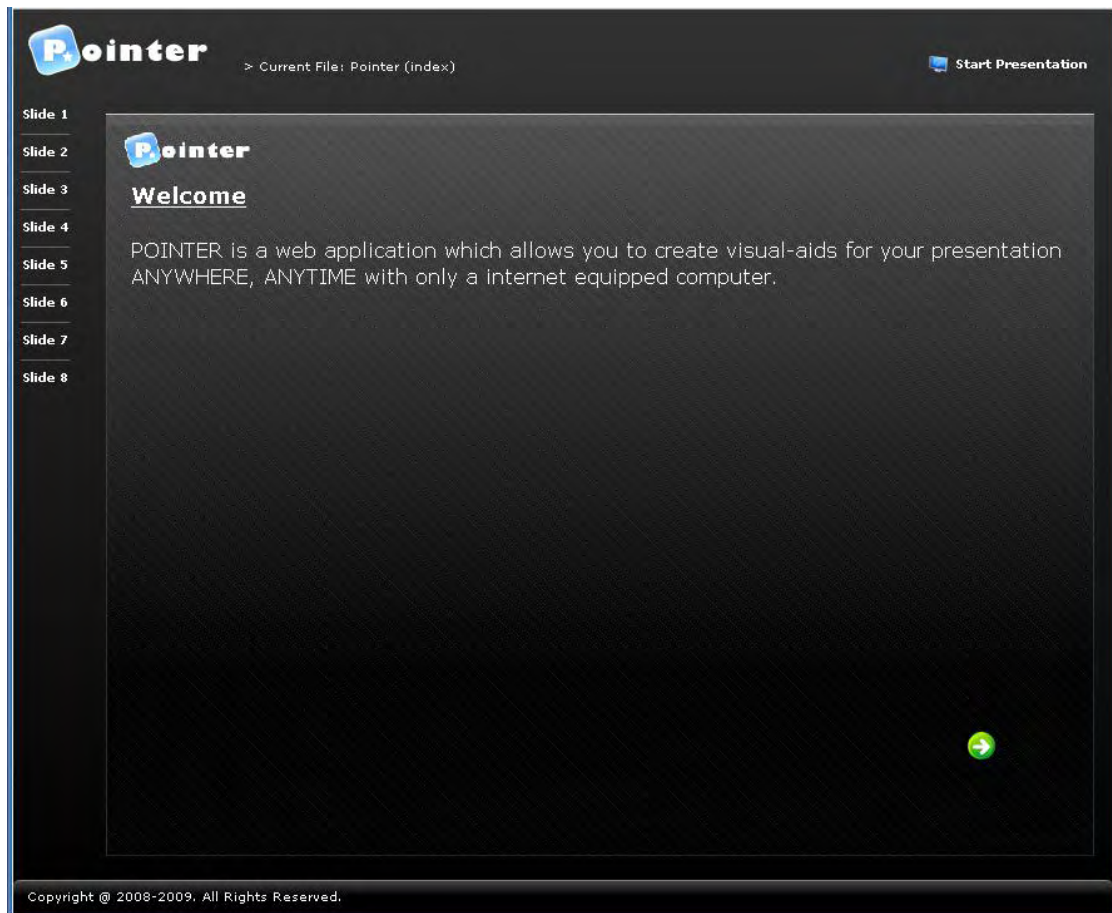 Pointer
> Current File: Pointer (index)
Start Presentation
Slide 1
Slide 2
Slide 3
Slide 4
Slide 5
Slide 6
Slide 7
Slide 8
Pointer
Welcome
POINTER is a web application which allows you to create visual-aids for your presentation
ANYWHERE, ANYTIME with only a internet equipped computer.
Copyright @ 2008-2009. All Rights Reserved.